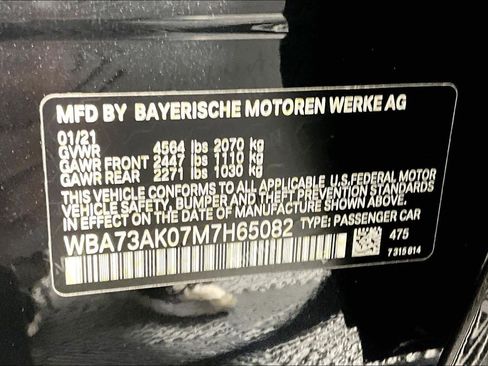 MFD BY BAYERISCHE MOTOREN WERKE AG
01/21
GVWR 4564 lbs 2070 kg
GAWR FRONT 2447 lbs 1110 kg
GAWR REAR 2271 lbs 1030 kg
THIS VEHICLE CONFORMS TO ALL APPLICABLE U.S.FEDERAL MOTOR
VEHICLE SAFETY, BUMPER AND THEFT PREVENTION STANDARDS
IN EFFECT ON THE DATE OF MANUFACTURE SHOWN ABOVE.
WBA73AK07M7H65082 TYPE: PASSENGER CAR
475
7315814